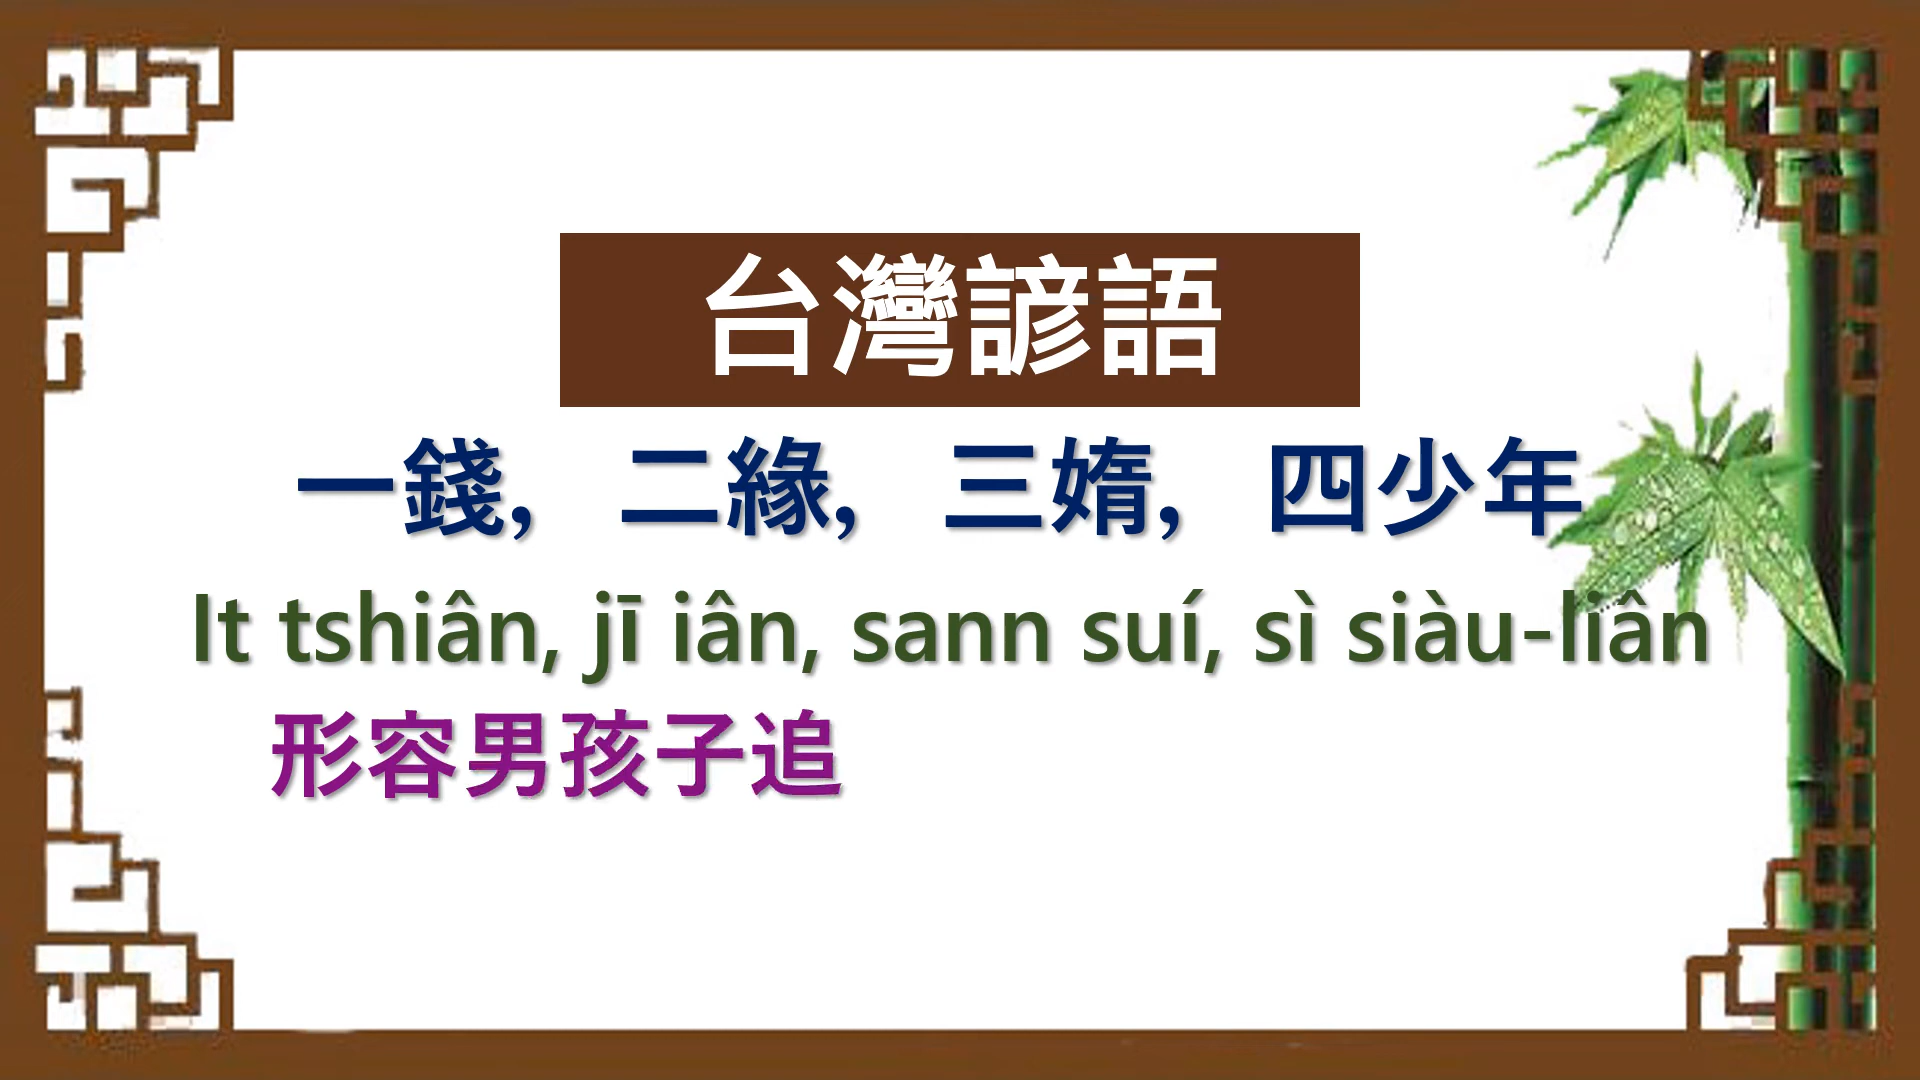 台灣諺語
一錢, 二緣, 三媠, 四少年
It tshiân, jī iân, sann suí, sì siàu-liân
形容男孩子追